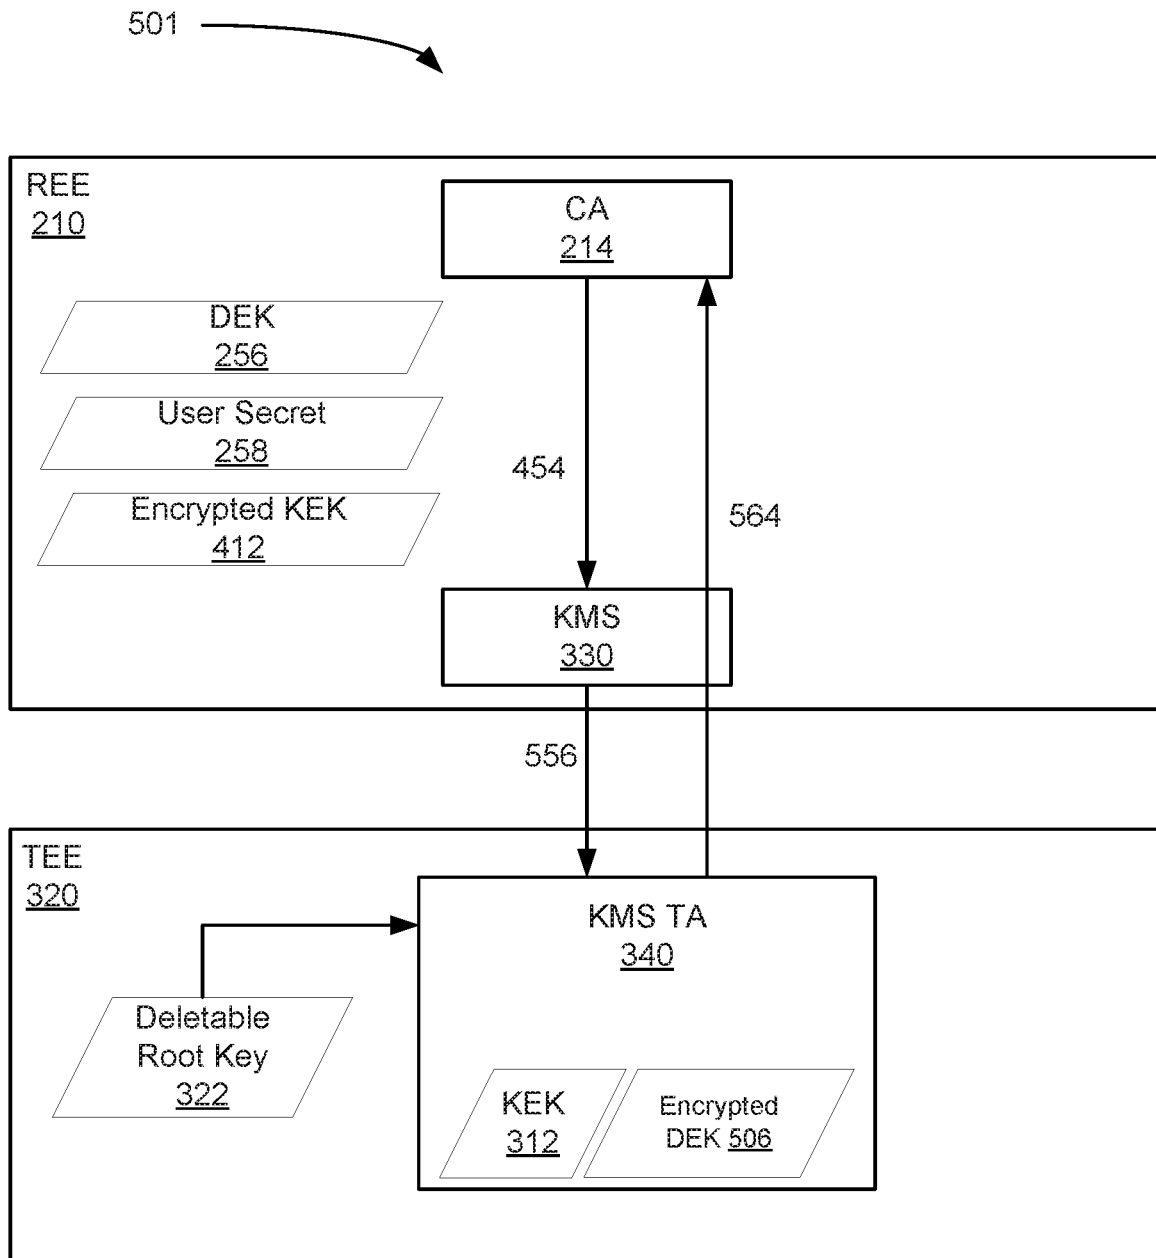 501
REE
210
CA
214
DEK
256
User Secret
258
Encrypted KEK
412
454
564
KMS
330
556
TEE
320
KMS TA
340
Deletable
Root Key
322
KEK
312
Encrypted
DEK 506